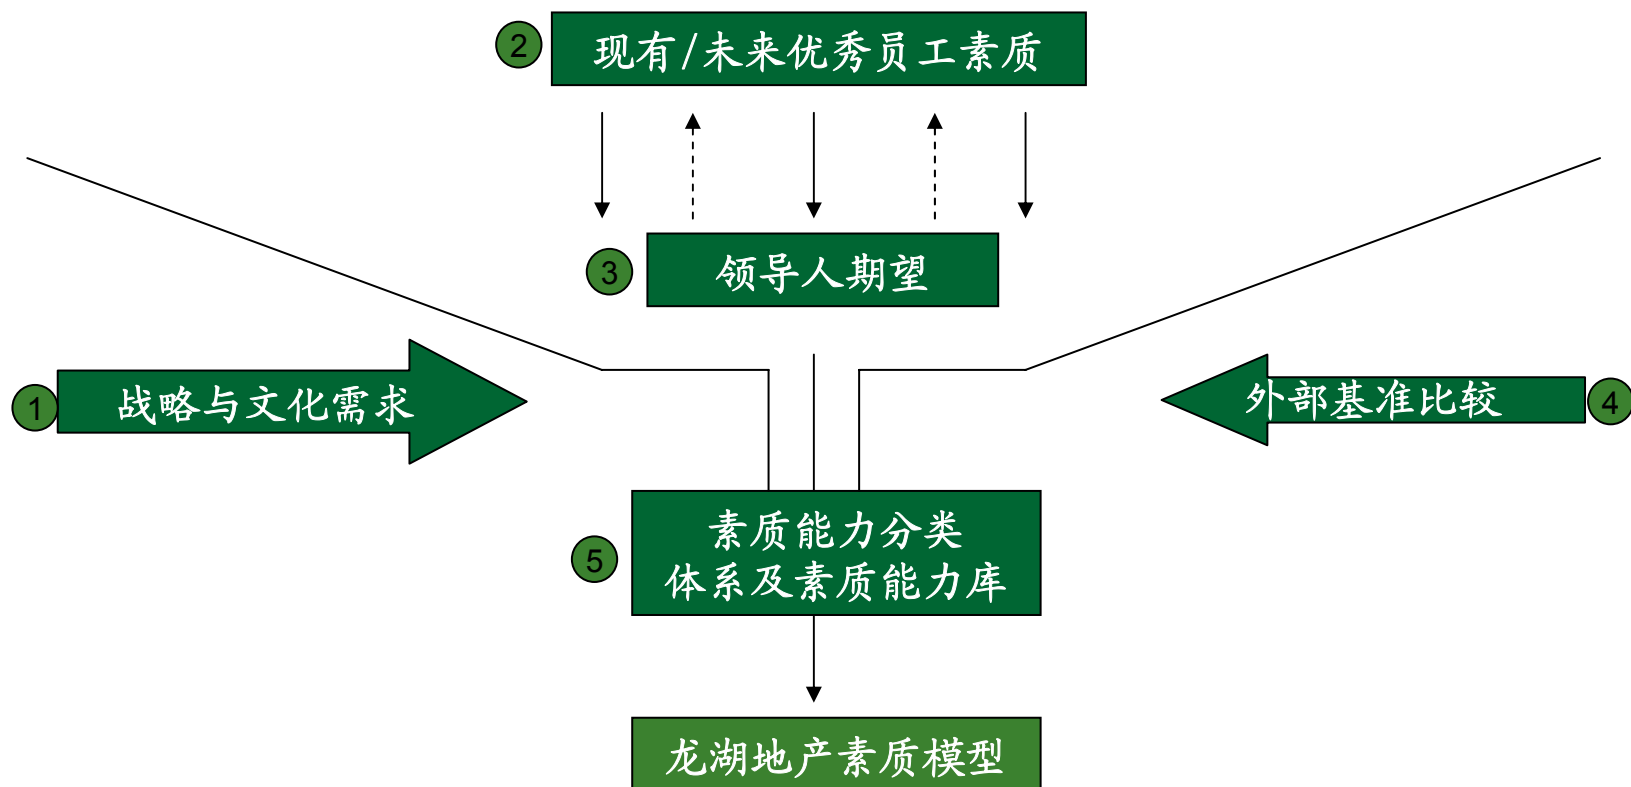 2
现有/未来优秀员工素质
3
领导人期望
1
战略与文化需求
外部基准比较
4
5
素质能力分类
体系及素质能力库
龙湖地产素质模型